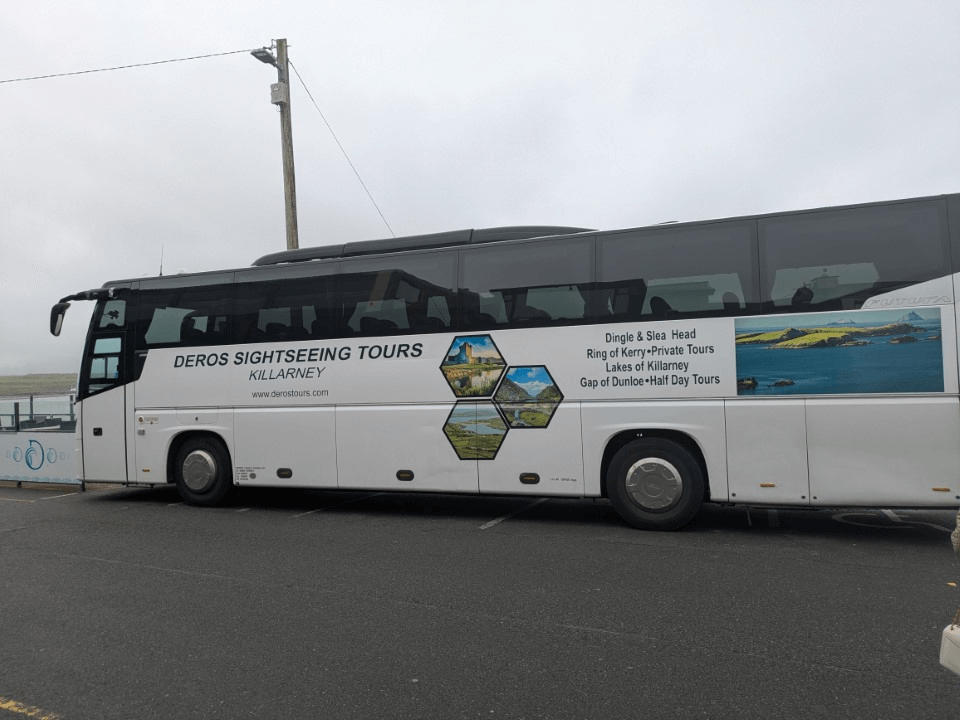 DEROS SIGHTSEEING TOURS
KILLARNEY
www.derostours.com
Dingle & Slea Head
Ring of Kerry•Private Tours
Lakes of Killarney
Gap of Dunloe•Half Day Tours
FUTURA